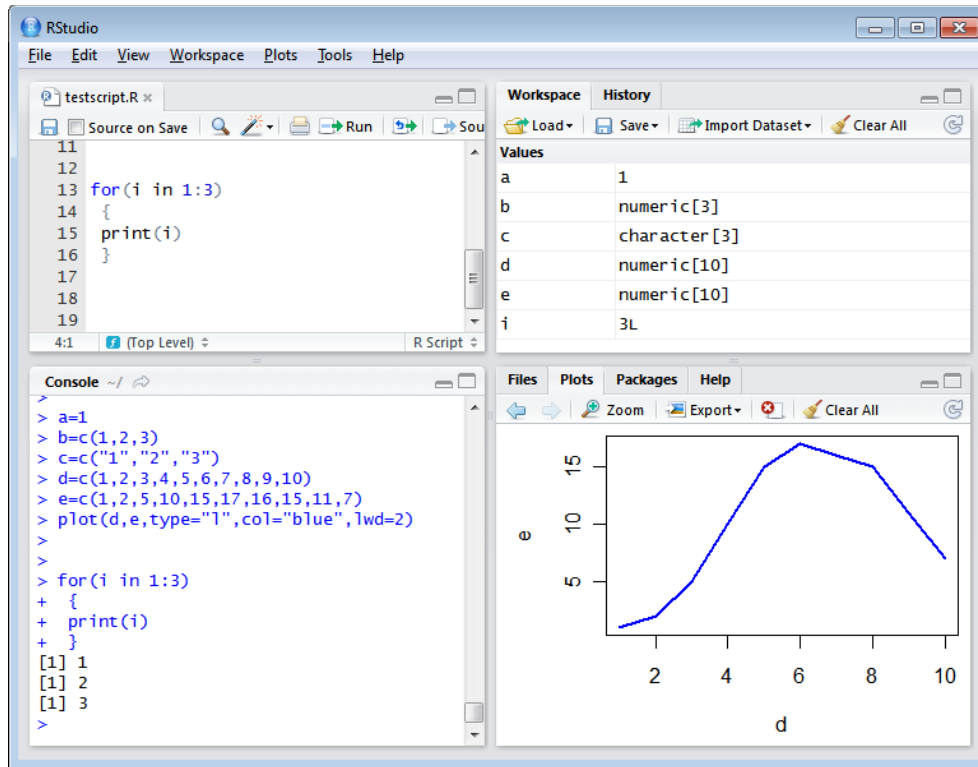 RStudio
File Edit View Workspace Plots Tools Help
testscript.R
Source on Save Run Sou
11
12
13 for(i in 1:3)
14 {
15 print(i)
16 }
17
18
19
4:1 (Top Level) R Script
Workspace History
Load Save Import Dataset Clear All
Values
a 1
b numeric[3]
c character[3]
d numeric[10]
e numeric[10]
i 3L
Console ~/
>
> a=1
> b=c(1,2,3)
> c=c("1","2","3")
> d=c(1,2,3,4,5,6,7,8,9,10)
> e=c(1,2,5,10,15,17,16,15,11,7)
> plot(d,e,type="l",col="blue",lwd=2)
>
>
> for(i in 1:3)
+ {
+ print(i)
+ }
[1] 1
[1] 2
[1] 3
>
Files Plots Packages Help
Zoom Export Clear All
15
10
5
e
2 4 6 8 10
d